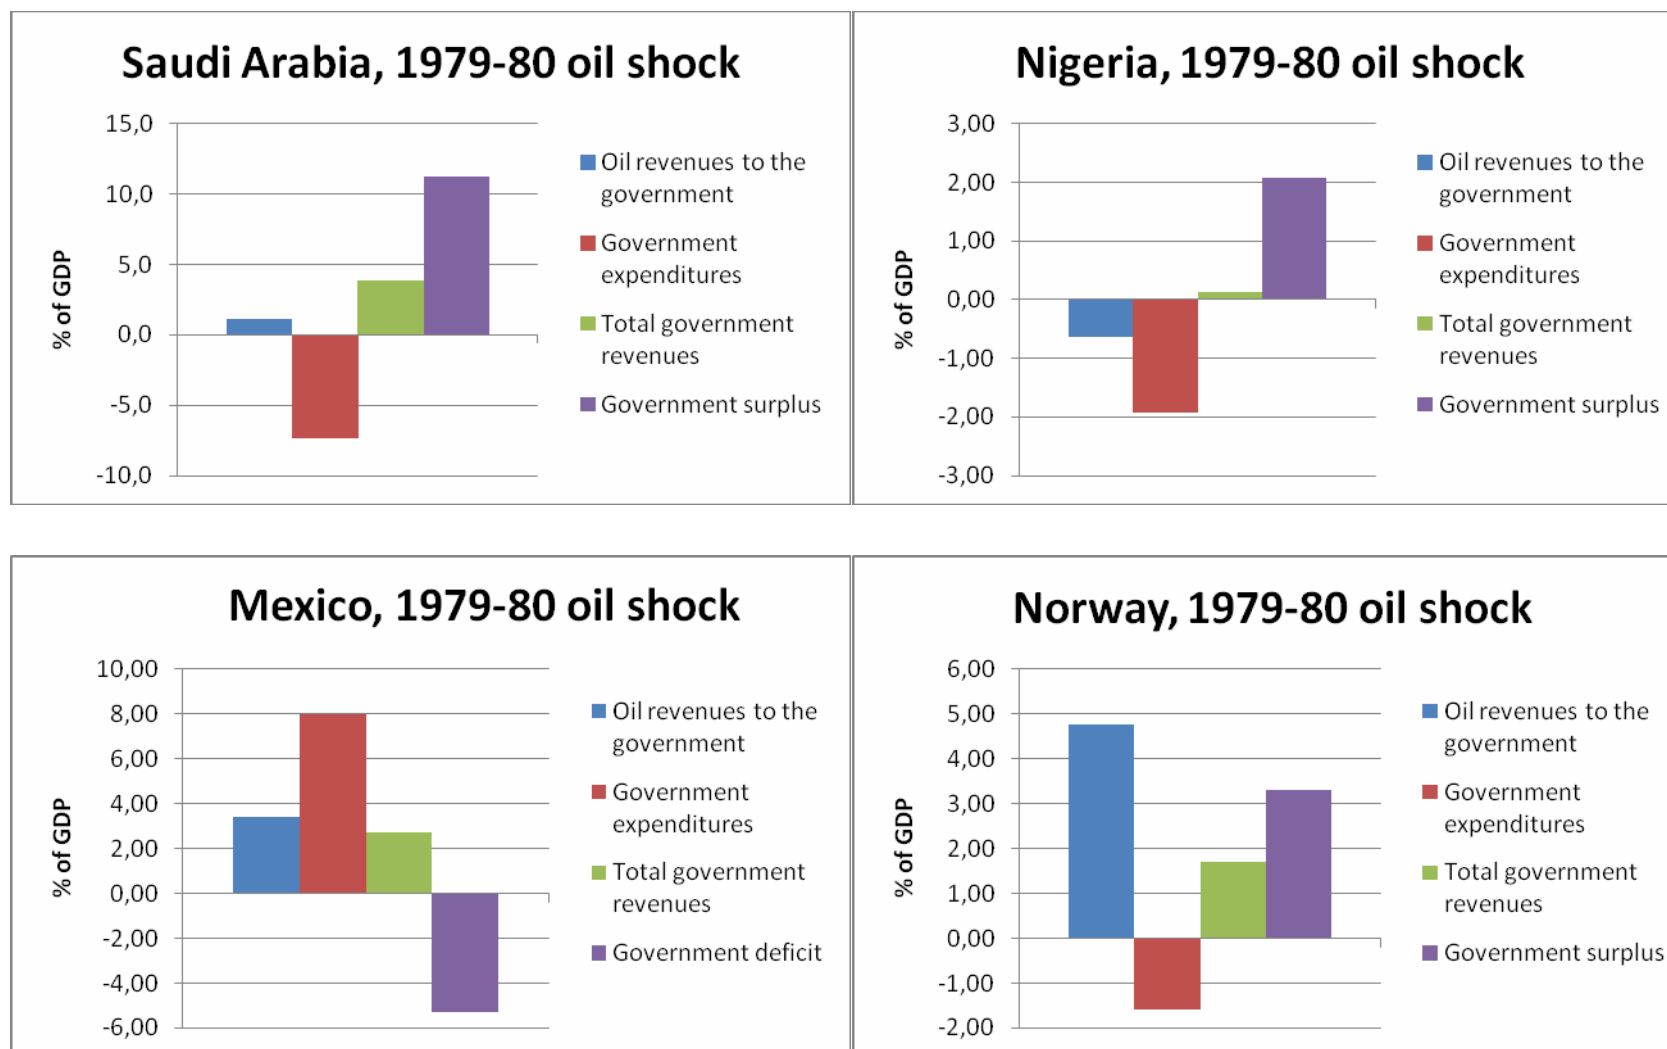 Saudi Arabia, 1979-80 oil shock
% of GDP
15,0
10,0
5,0
0,0
-5,0
-10,0
Oil revenues to the
government
Government
expenditures
Total government
revenues
Government surplus
Nigeria, 1979-80 oil shock
% of GDP
3,00
2,00
1,00
0,00
-1,00
-2,00
-3,00
Oil revenues to the
government
Government
expenditures
Total government
revenues
Government surplus
Mexico, 1979-80 oil shock
% of GDP
10,00
8,00
6,00
4,00
2,00
0,00
-2,00
-4,00
-6,00
Oil revenues to the
government
Government
expenditures
Total government
revenues
Government deficit
Norway, 1979-80 oil shock
% of GDP
6,00
5,00
4,00
3,00
2,00
1,00
0,00
-1,00
-2,00
Oil revenues to the
government
Government
expenditures
Total government
revenues
Government surplus